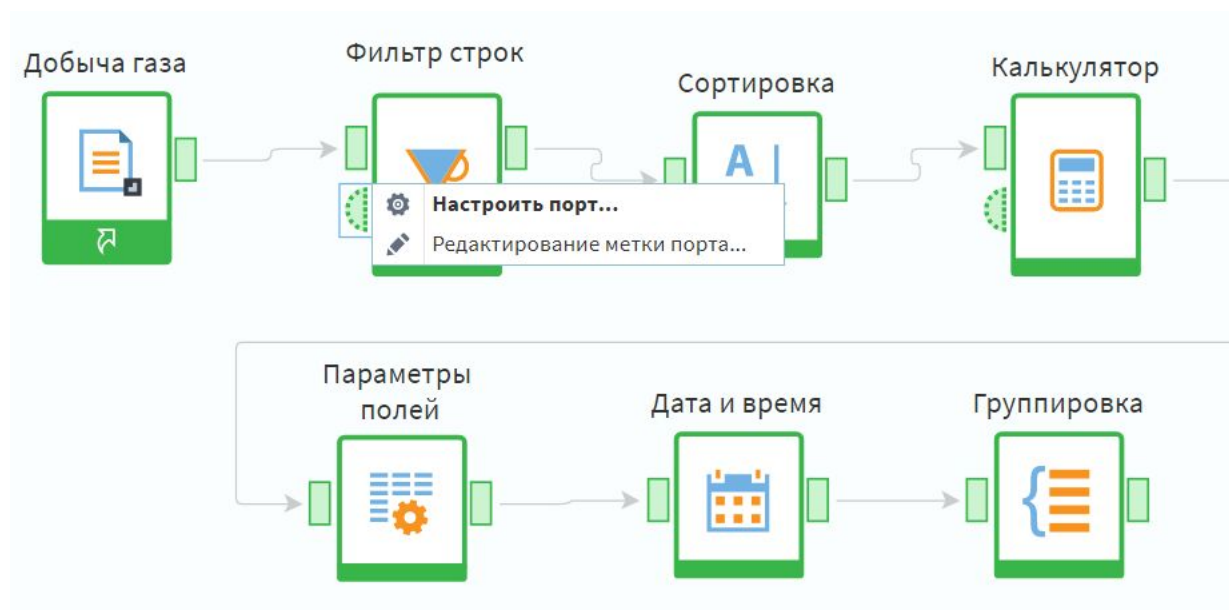 Добыча газа
Фильтр строк
Сортировка
Калькулятор
A
Настроить порт...
Редактирование метки порта...
Параметры
полей
Дата и время
Группировка